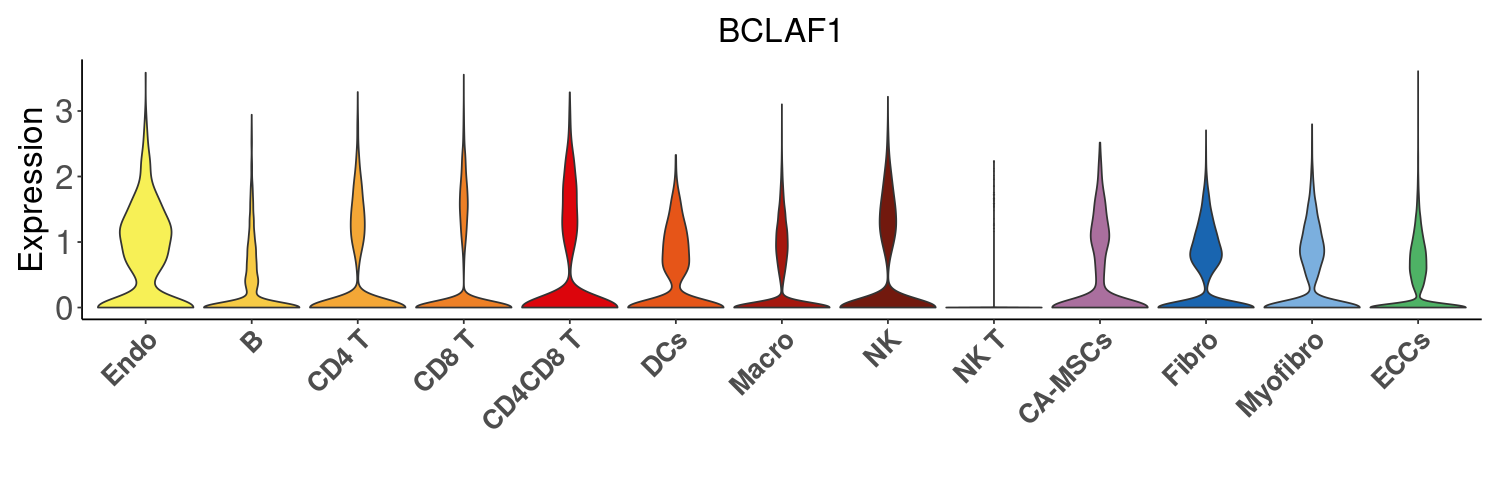 BCLAF1
Expression
3
2
1
0
Endo
B
CD4 T
CD8 T
CD4CD8 T
DCs
Macro
NK
NK T
CA-MSCs
Fibro
Myofibro
ECCs